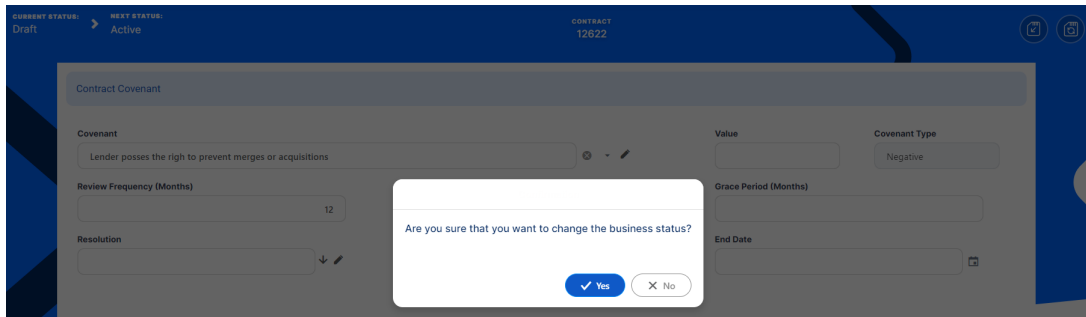 CURRENT STATUS: NEXT STATUS:
Draft Active
CONTRACT
12622
Contract Covenant
Covenant Value Covenant Type
Lender posses the righ to prevent merges or acquisitions Negative
Review Frequency (Months) Grace Period (Months)
12
Are you sure that you want to change the business status?
Resolution End Date
Yes No